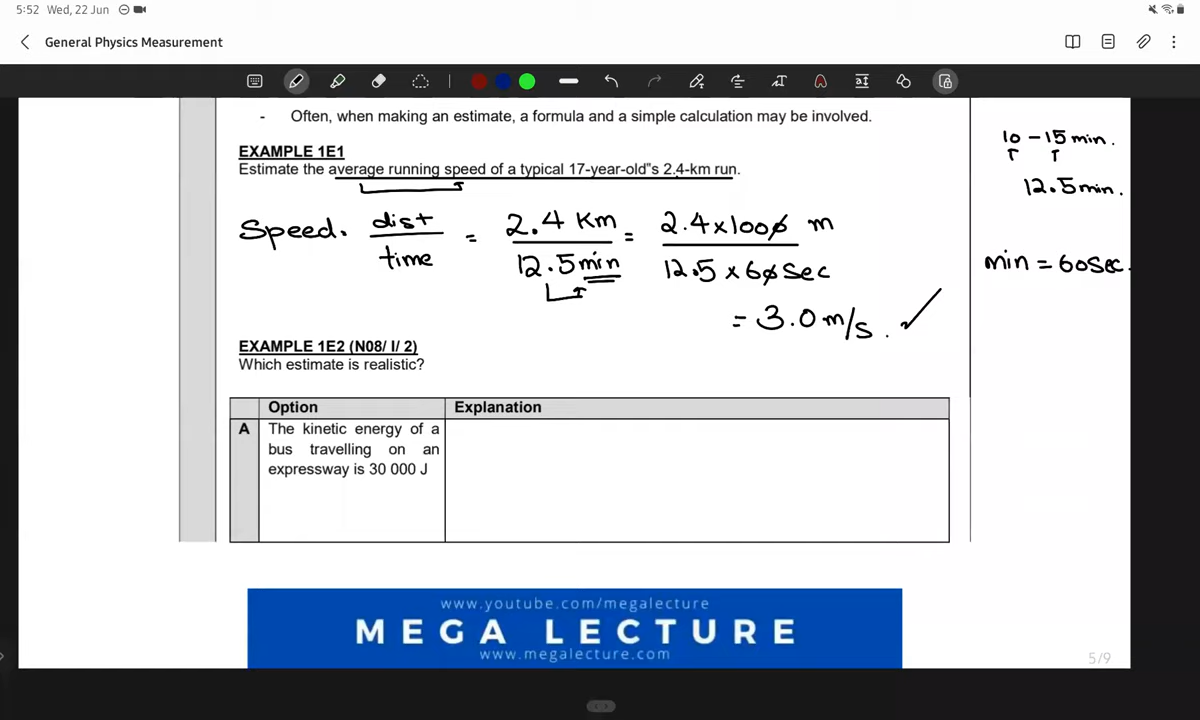 5:52 Wed, 22 Jun
General Physics Measurement
- Often, when making an estimate, a formula and a simple calculation may be involved.
EXAMPLE 1E1
Estimate the average running speed of a typical 17-year-old"s 2.4-km run.
10 - 15 min.
12.5 min.
Speed. dist / time = 2.4 Km / 12.5 min = 2.4 x 1000 m / 12.5 x 60 Sec
min = 60 Sec.
= 3.0 m/s.
EXAMPLE 1E2 (N08/ I/ 2)
Which estimate is realistic?
Option Explanation
A The kinetic energy of a
bus travelling on an
expressway is 30 000 J
www.youtube.com/megalecture
MEGA LECTURE
www.megalecture.com
5/9